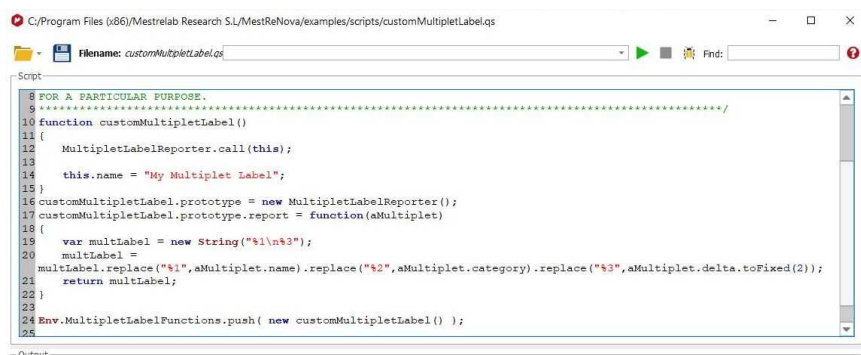 C:/Program Files (x86)/Mestrelab Research S.L/MestReNova/examples/scripts/customMultipletLabel.qs
Filename: customMultipletLabel.qs
Find:
Script
8 FOR A PARTICULAR PURPOSE.
9 ****************************************************************************************************/
10 function customMultipletLabel()
11 {
12     MultipletLabelReporter.call(this);
13
14     this.name = "My Multiplet Label";
15 }
16 customMultipletLabel.prototype = new MultipletLabelReporter();
17 customMultipletLabel.prototype.report = function(aMultiplet)
18 {
19     var multLabel = new String("%1\n%3");
20     multLabel =
multLabel.replace("%1",aMultiplet.name).replace("%2",aMultiplet.category).replace("%3",aMultiplet.delta.toFixed(2));
21     return multLabel;
22 }
23
24 Env.MultipletLabelFunctions.push( new customMultipletLabel() );
25
Output